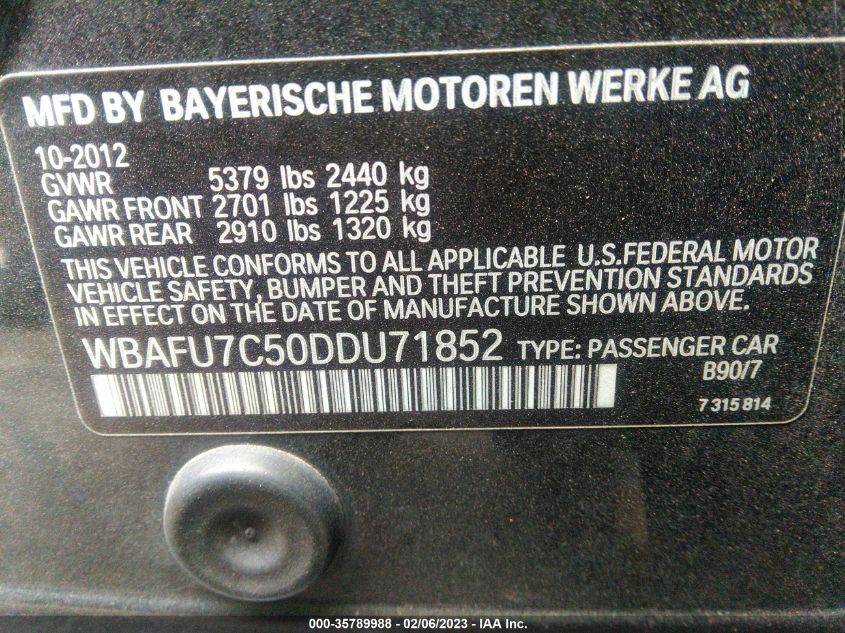 MFD BY BAYERISCHE MOTOREN WERKE AG
10-2012
GVWR 5379 lbs 2440 kg
GAWR FRONT 2701 lbs 1225 kg
GAWR REAR 2910 lbs 1320 kg
THIS VEHICLE CONFORMS TO ALL APPLICABLE U.S.FEDERAL MOTOR
VEHICLE SAFETY, BUMPER AND THEFT PREVENTION STANDARDS
IN EFFECT ON THE DATE OF MANUFACTURE SHOWN ABOVE.
WBAFU7C50DDU71852 TYPE: PASSENGER CAR
B90/7
7 315 814
000-35789988 - 02/06/2023 - IAA Inc.